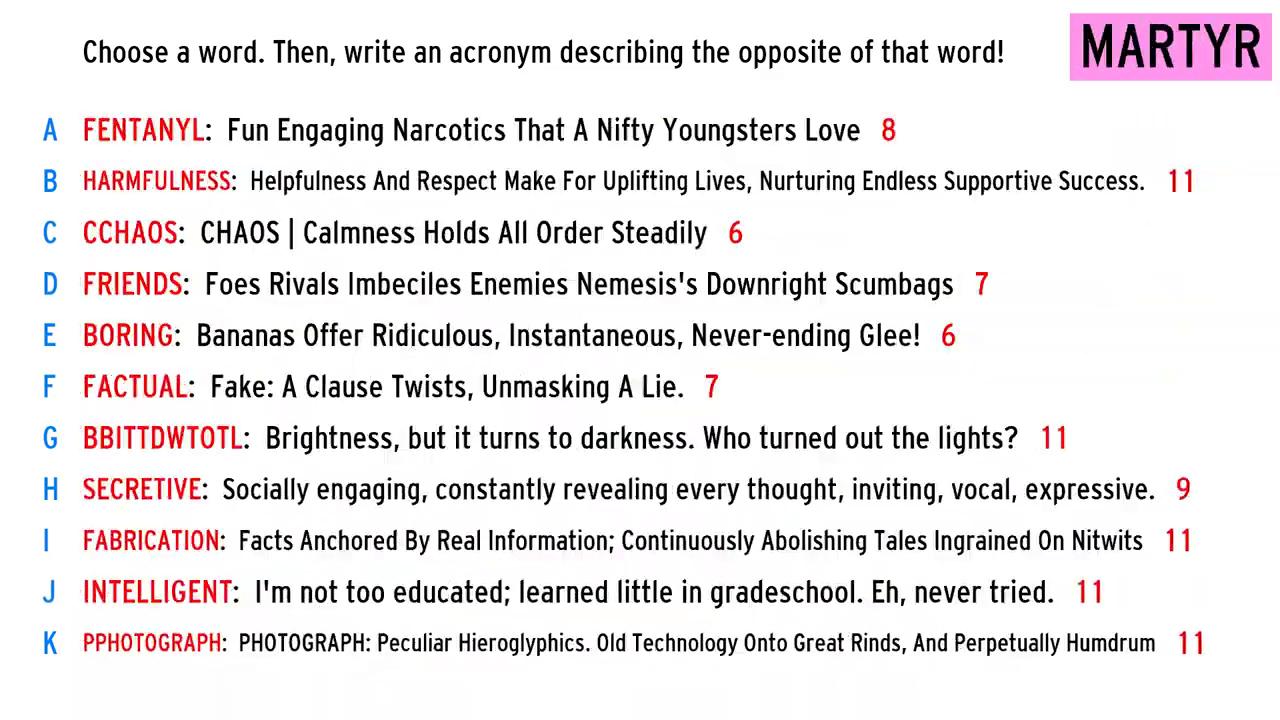 Choose a word. Then, write an acronym describing the opposite of that word!
MARTYR
A FENTANYL: Fun Engaging Narcotics That A Nifty Youngsters Love 8
B HARMFULNESS: Helpfulness And Respect Make For Uplifting Lives, Nurturing Endless Supportive Success. 11
C CCHAOS: CHAOS | Calmness Holds All Order Steadily 6
D FRIENDS: Foes Rivals Imbeciles Enemies Nemesis's Downright Scumbags 7
E BORING: Bananas Offer Ridiculous, Instantaneous, Never-ending Glee! 6
F FACTUAL: Fake: A Clause Twists, Unmasking A Lie. 7
G BBITTDWTOTL: Brightness, but it turns to darkness. Who turned out the lights? 11
H SECRETIVE: Socially engaging, constantly revealing every thought, inviting, vocal, expressive. 9
I FABRICATION: Facts Anchored By Real Information; Continuously Abolishing Tales Ingrained On Nitwits 11
J INTELLIGENT: I'm not too educated; learned little in gradeschool. Eh, never tried. 11
K PPHOTOGRAPH: PHOTOGRAPH: Peculiar Hieroglyphics. Old Technology Onto Great Rinds, And Perpetually Humdrum 11